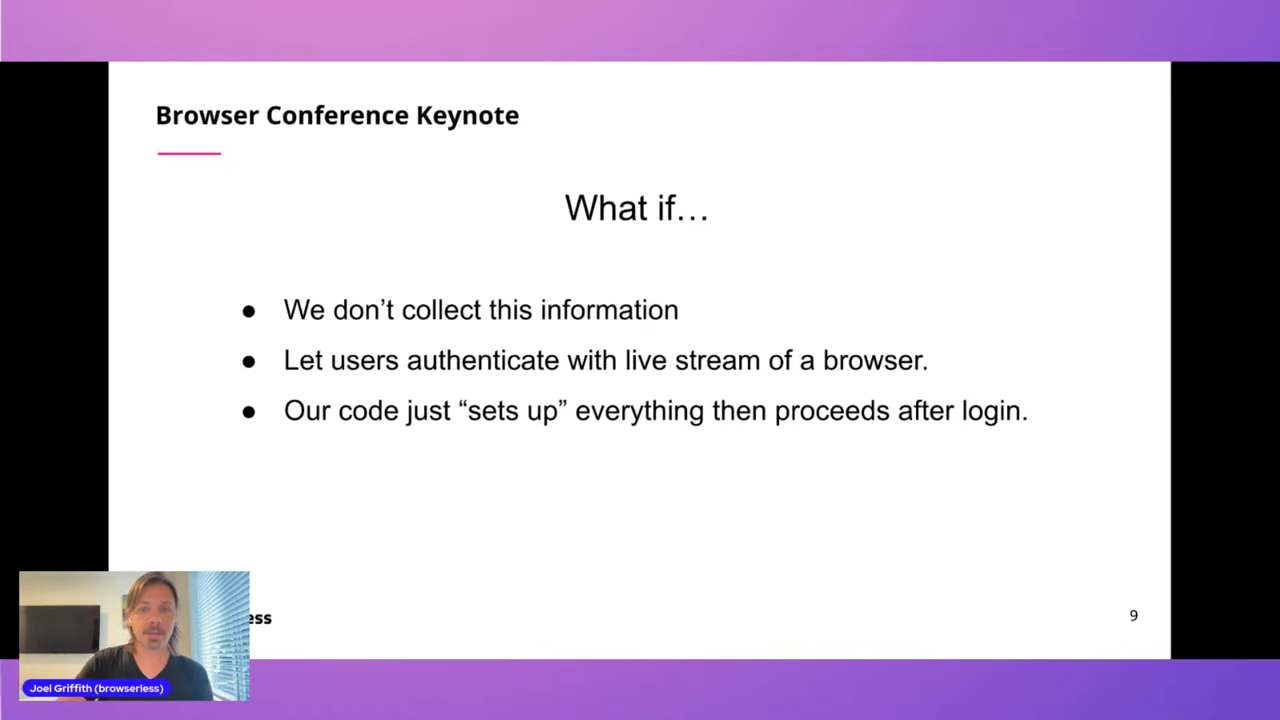 Browser Conference Keynote
What if…
● We don’t collect this information
● Let users authenticate with live stream of a browser.
● Our code just “sets up” everything then proceeds after login.
ess
9
Joel Griffith (browserless)